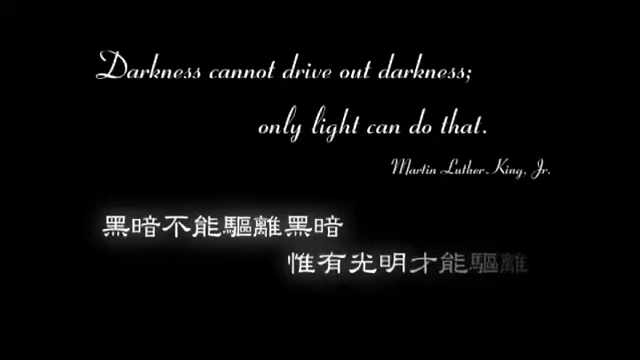 Darkness cannot drive out darkness;
only light can do that.
Martin Luther King, Jr.
黑暗不能驅離黑暗
惟有光明才能驅離